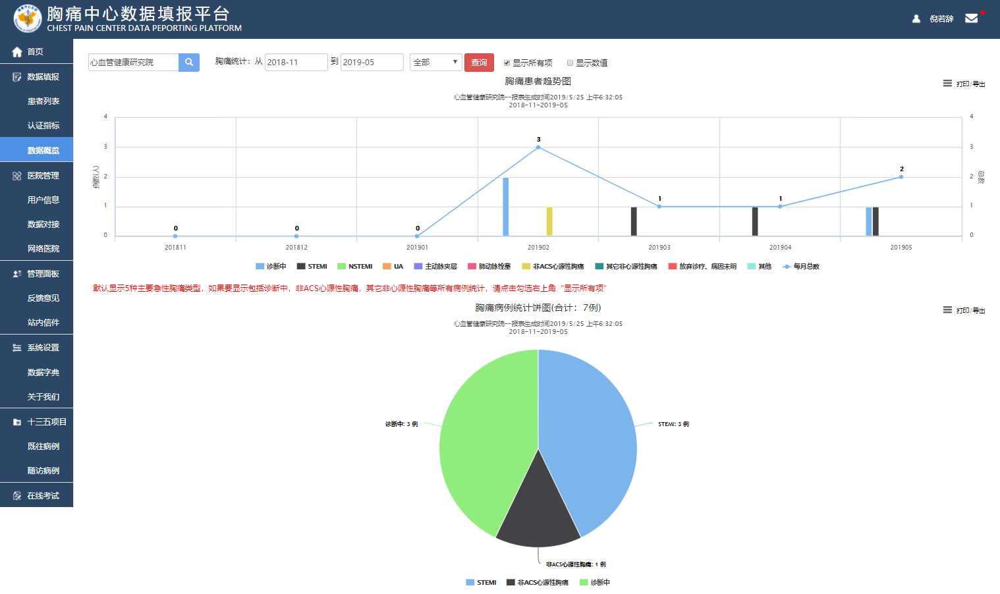 胸痛中心数据填报平台
CHEST PAIN CENTER DATA PEPORTING PLATFORM
倪若辞
首页
数据填报
患者列表
认证指标
数据概览
医院管理
用户信息
数据对接
网络医院
管理面板
反馈意见
站内信件
系统设置
数据字典
关于我们
十三五项目
既往病例
随访病例
在线考试
心血管健康研究院 胸痛统计：从 2018-11 到 2019-05 全部 查询 显示所有项 显示数值
胸痛患者趋势图
打印/导出
心血管健康研究院--报表生成时间2019/5/25 上午6:32:05
2018-11-2019-05
例数(人)
4
3
2
1
0
0 0 0 3 1 1 2
4
3
2
1
0
总数
201811 201812 201901 201902 201903 201904 201905
诊断中 STEMI NSTEMI UA 主动脉夹层 肺动脉栓塞 非ACS心源性胸痛 其它非心源性胸痛 放弃诊疗、病因未明 其他 每月总数
默认显示5种主要急性胸痛类型，如果要显示包括诊断中，非ACS心源性胸痛，其它非心源性胸痛等所有病例统计，请点击勾选右上角“显示所有项”
胸痛病例统计饼图(合计：7例)
打印/导出
心血管健康研究院--报表生成时间2019/5/25 上午6:32:05
2018-11-2019-05
诊断中: 3 例
STEMI: 3 例
非ACS心源性胸痛: 1 例
STEMI 非ACS心源性胸痛 诊断中